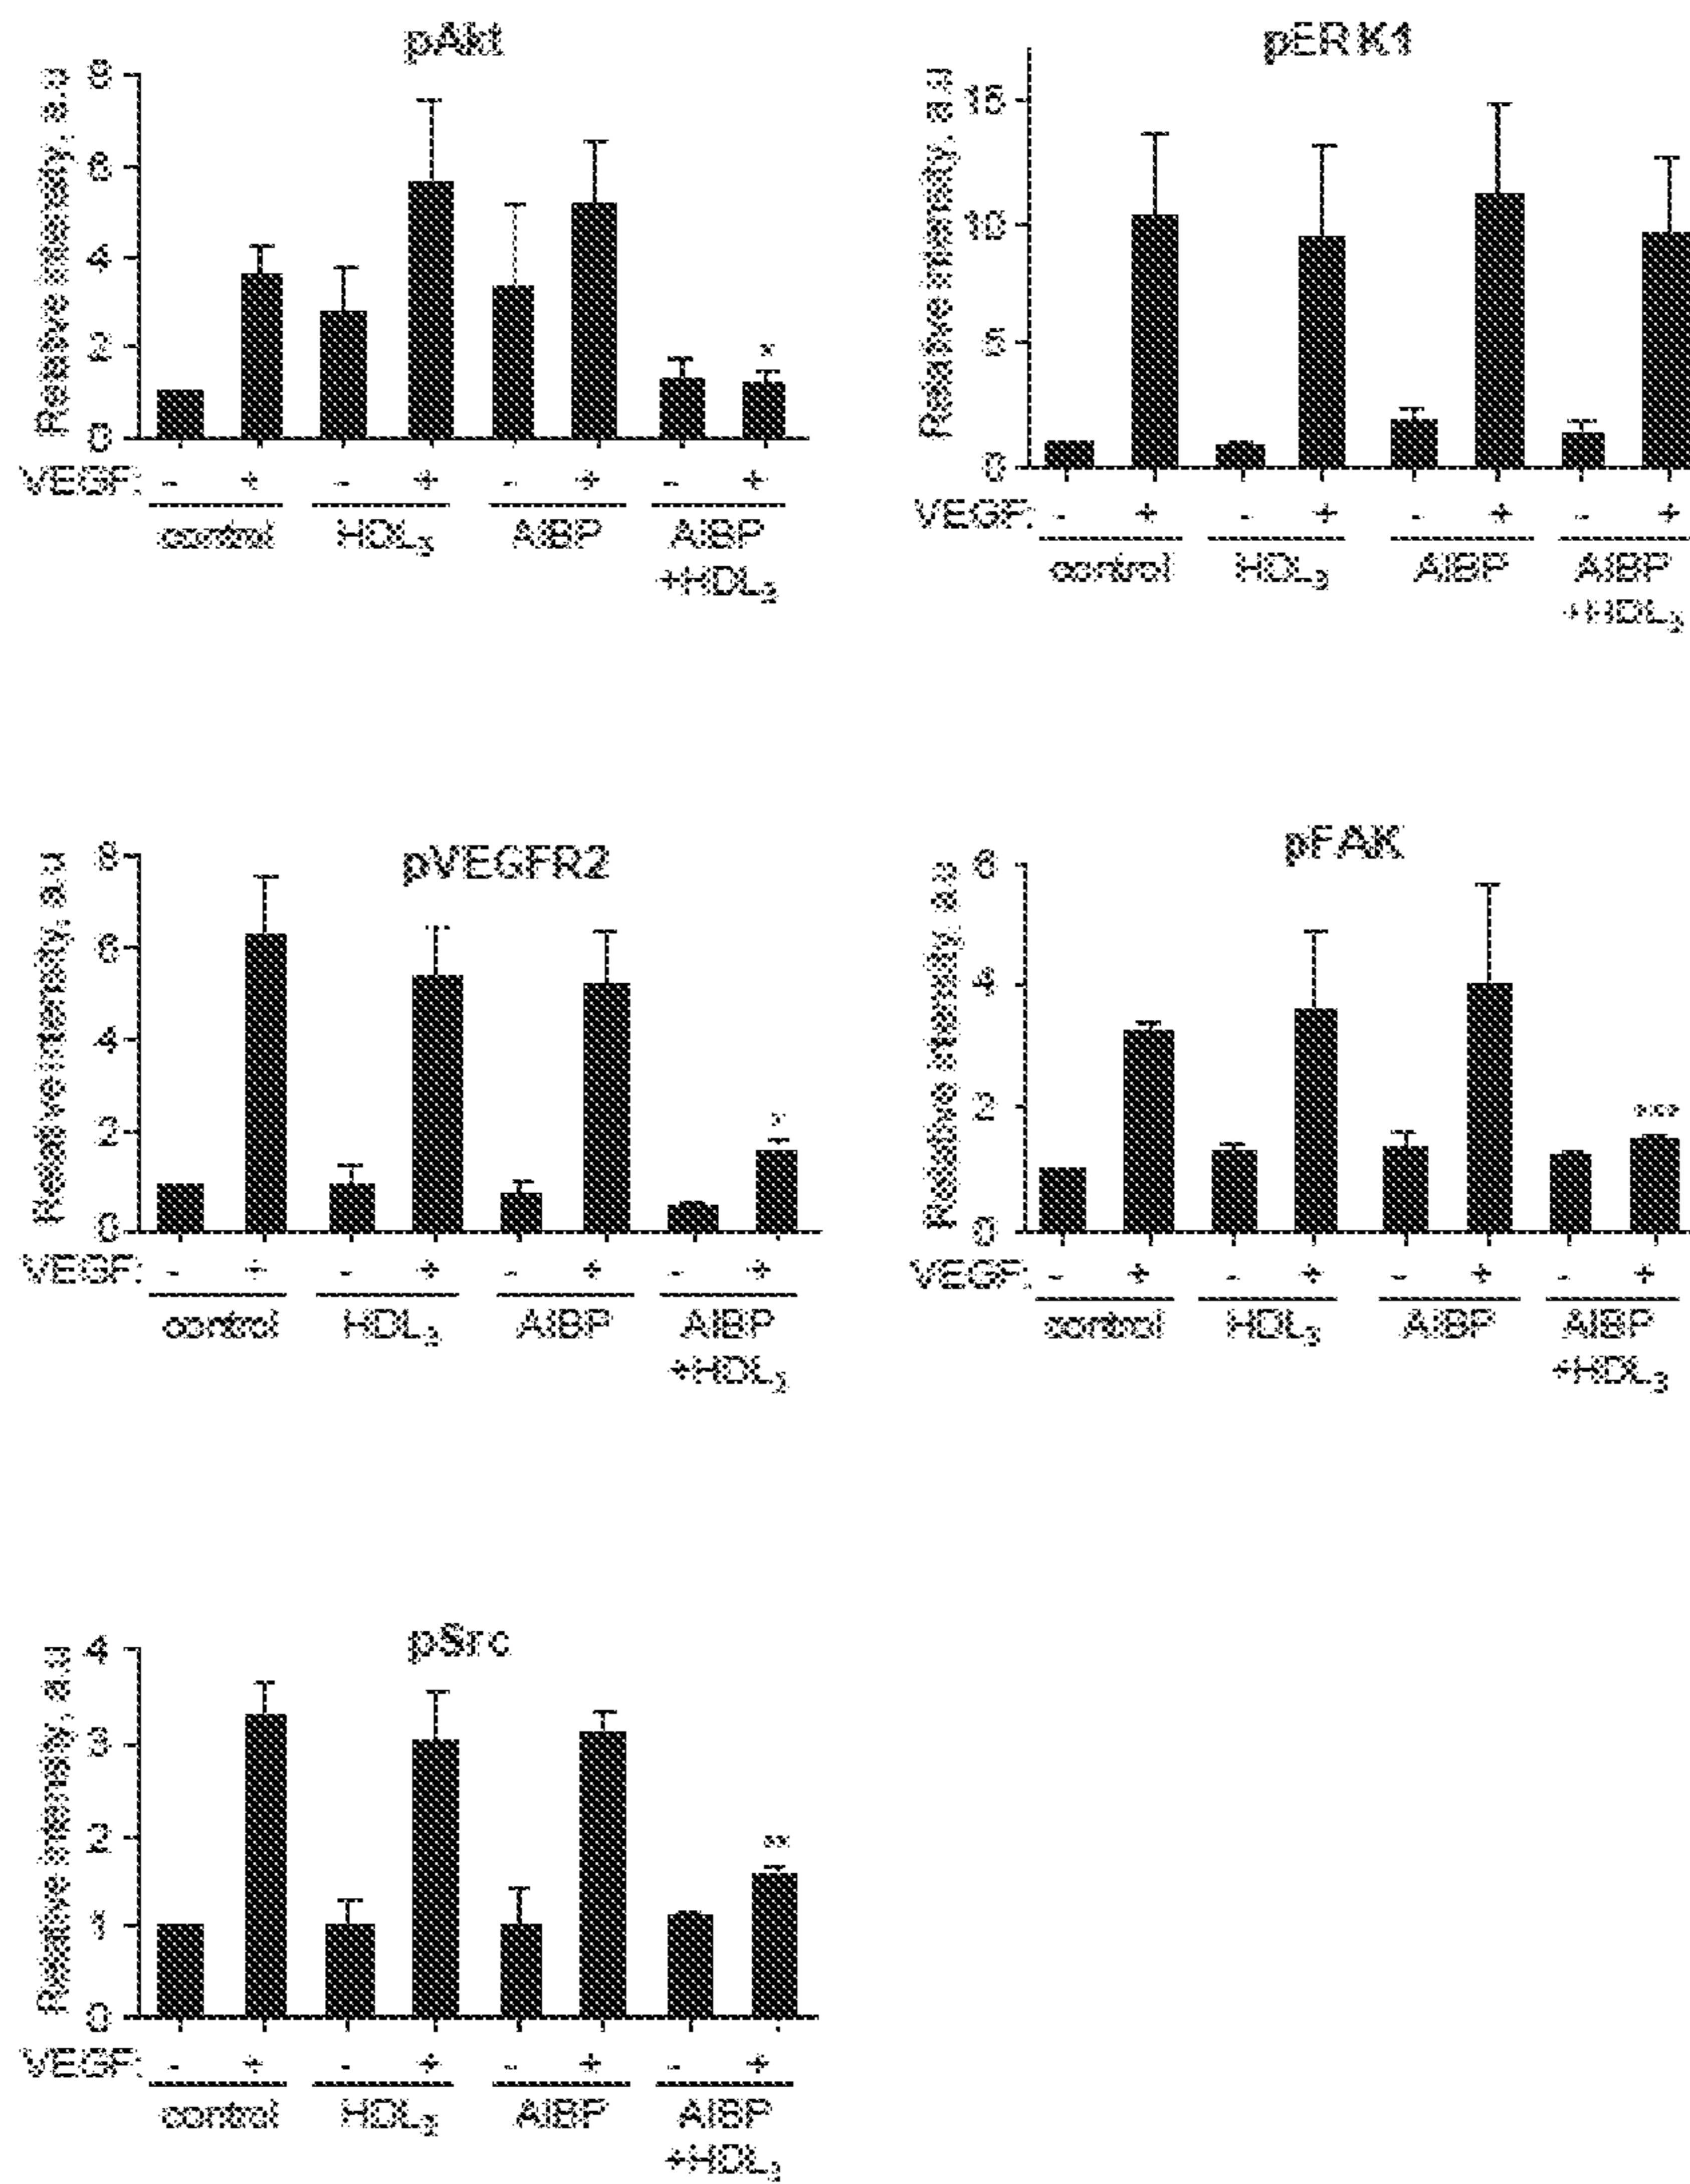 pAkt
Relative intensity, a.u
8
6
4
2
0
*
VEGF: - + - + - + - +
control HDL₃ AIBP AIBP
+HDL₃
pERK1
Relative intensity, a.u
15
10
5
0
VEGF: - + - + - + - +
control HDL₃ AIBP AIBP
+HDL₃
pVEGFR2
Relative intensity, a.u
8
6
4
2
0
*
VEGF: - + - + - + - +
control HDL₃ AIBP AIBP
+HDL₃
pFAK
Relative intensity, a.u
6
4
2
0
***
VEGF: - + - + - + - +
control HDL₃ AIBP AIBP
+HDL₃
pSrc
Relative intensity, a.u
4
3
2
1
0
**
VEGF: - + - + - + - +
control HDL₃ AIBP AIBP
+HDL₃